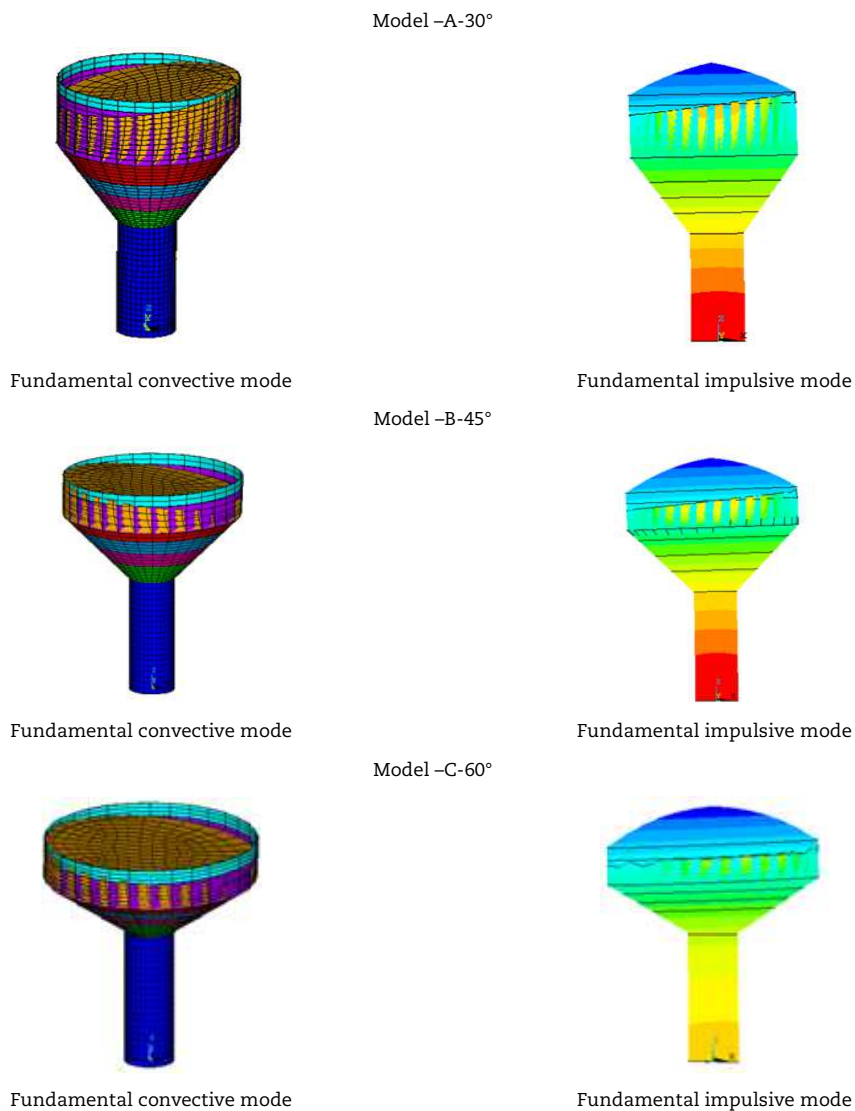 Model –A-30°
Fundamental convective mode
Fundamental impulsive mode
Model –B-45°
Fundamental convective mode
Fundamental impulsive mode
Model –C-60°
Fundamental convective mode
Fundamental impulsive mode